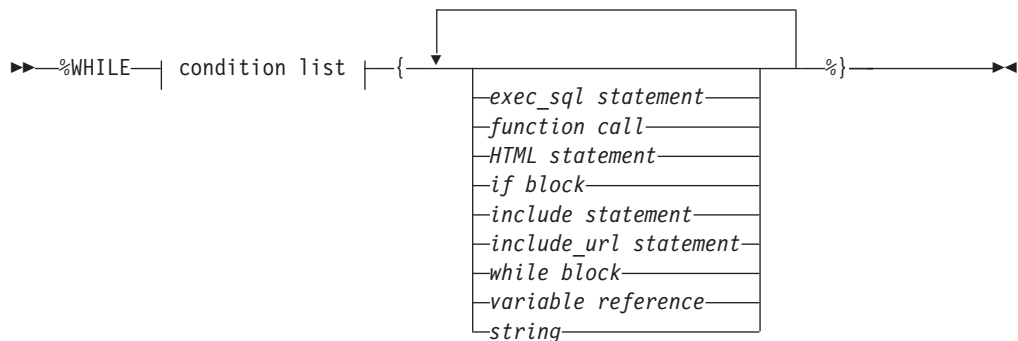 %WHILE condition list { %}
exec_sql statement
function call
HTML statement
if block
include statement
include_url statement
while block
variable reference
string